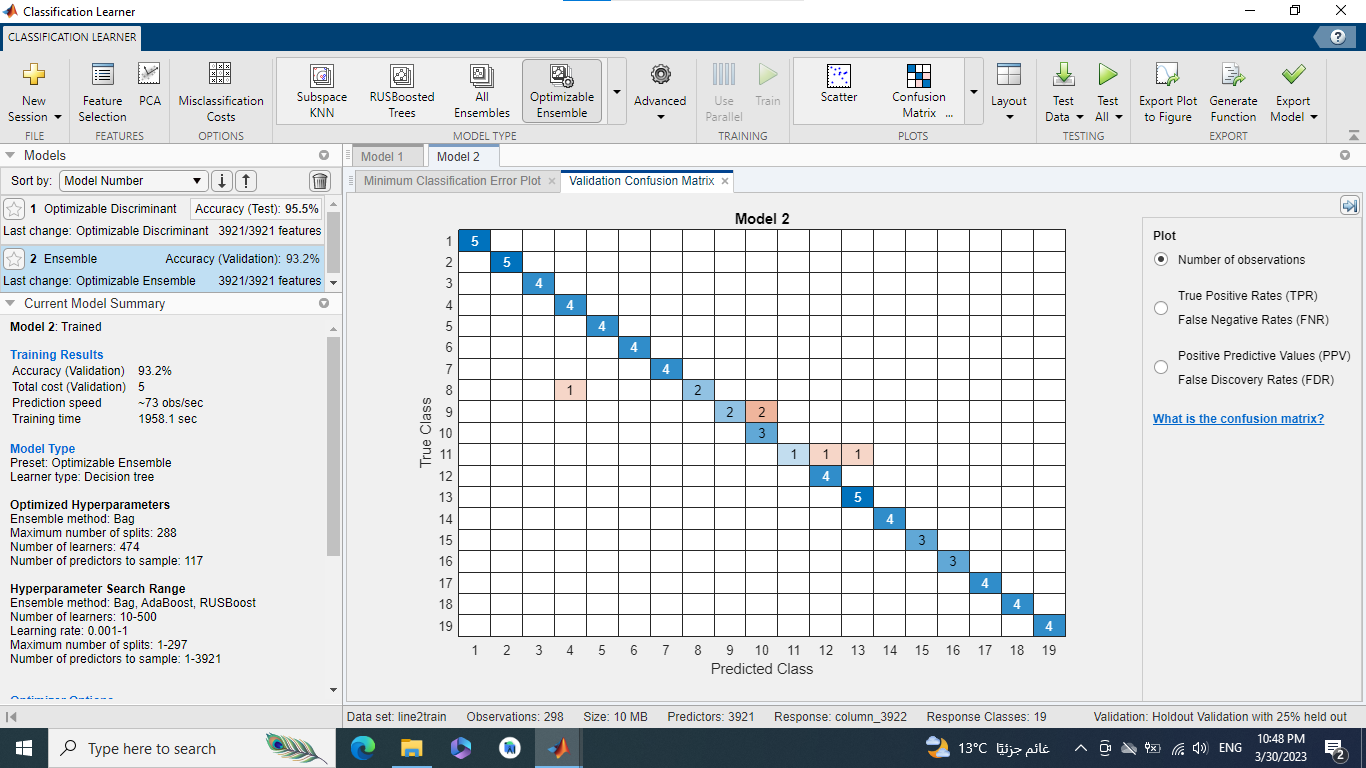 Classification Learner
CLASSIFICATION LEARNER
New Session
Feature Selection
PCA
Misclassification Costs
Subspace KNN
RUSBoosted Trees
All Ensembles
Optimizable Ensemble
Advanced
Use Parallel
Train
Scatter
Confusion Matrix ...
Layout
Test Data
Test All
Export Plot to Figure
Generate Function
Export Model
FILE
FEATURES
OPTIONS
MODEL TYPE
TRAINING
PLOTS
TESTING
EXPORT
Models
Sort by: Model Number
1 Optimizable Discriminant Accuracy (Test): 95.5%
Last change: Optimizable Discriminant 3921/3921 features
2 Ensemble Accuracy (Validation): 93.2%
Last change: Optimizable Ensemble 3921/3921 features
Current Model Summary
Model 2: Trained
Training Results
Accuracy (Validation) 93.2%
Total cost (Validation) 5
Prediction speed ~73 obs/sec
Training time 1958.1 sec
Model Type
Preset: Optimizable Ensemble
Learner type: Decision tree
Optimized Hyperparameters
Ensemble method: Bag
Maximum number of splits: 288
Number of learners: 474
Number of predictors to sample: 117
Hyperparameter Search Range
Ensemble method: Bag, AdaBoost, RUSBoost
Number of learners: 10-500
Learning rate: 0.001-1
Maximum number of splits: 1-297
Number of predictors to sample: 1-3921
Optimizer Options
Model 1
Model 2
Minimum Classification Error Plot
Validation Confusion Matrix
Model 2
True Class
1 5
2 5
3 4
4 4
5 4
6 4
7 4
8 1 2
9 2 2
10 3
11 1 1 1
12 4
13 5
14 4
15 3
16 3
17 4
18 4
19 4
1 2 3 4 5 6 7 8 9 10 11 12 13 14 15 16 17 18 19
Predicted Class
Plot
Number of observations
True Positive Rates (TPR)
False Negative Rates (FNR)
Positive Predictive Values (PPV)
False Discovery Rates (FDR)
What is the confusion matrix?
Data set: line2train Observations: 298 Size: 10 MB Predictors: 3921 Response: column_3922 Response Classes: 19 Validation: Holdout Validation with 25% held out
Type here to search
13°C غائم جزئيًا
ENG
10:48 PM
3/30/2023
2